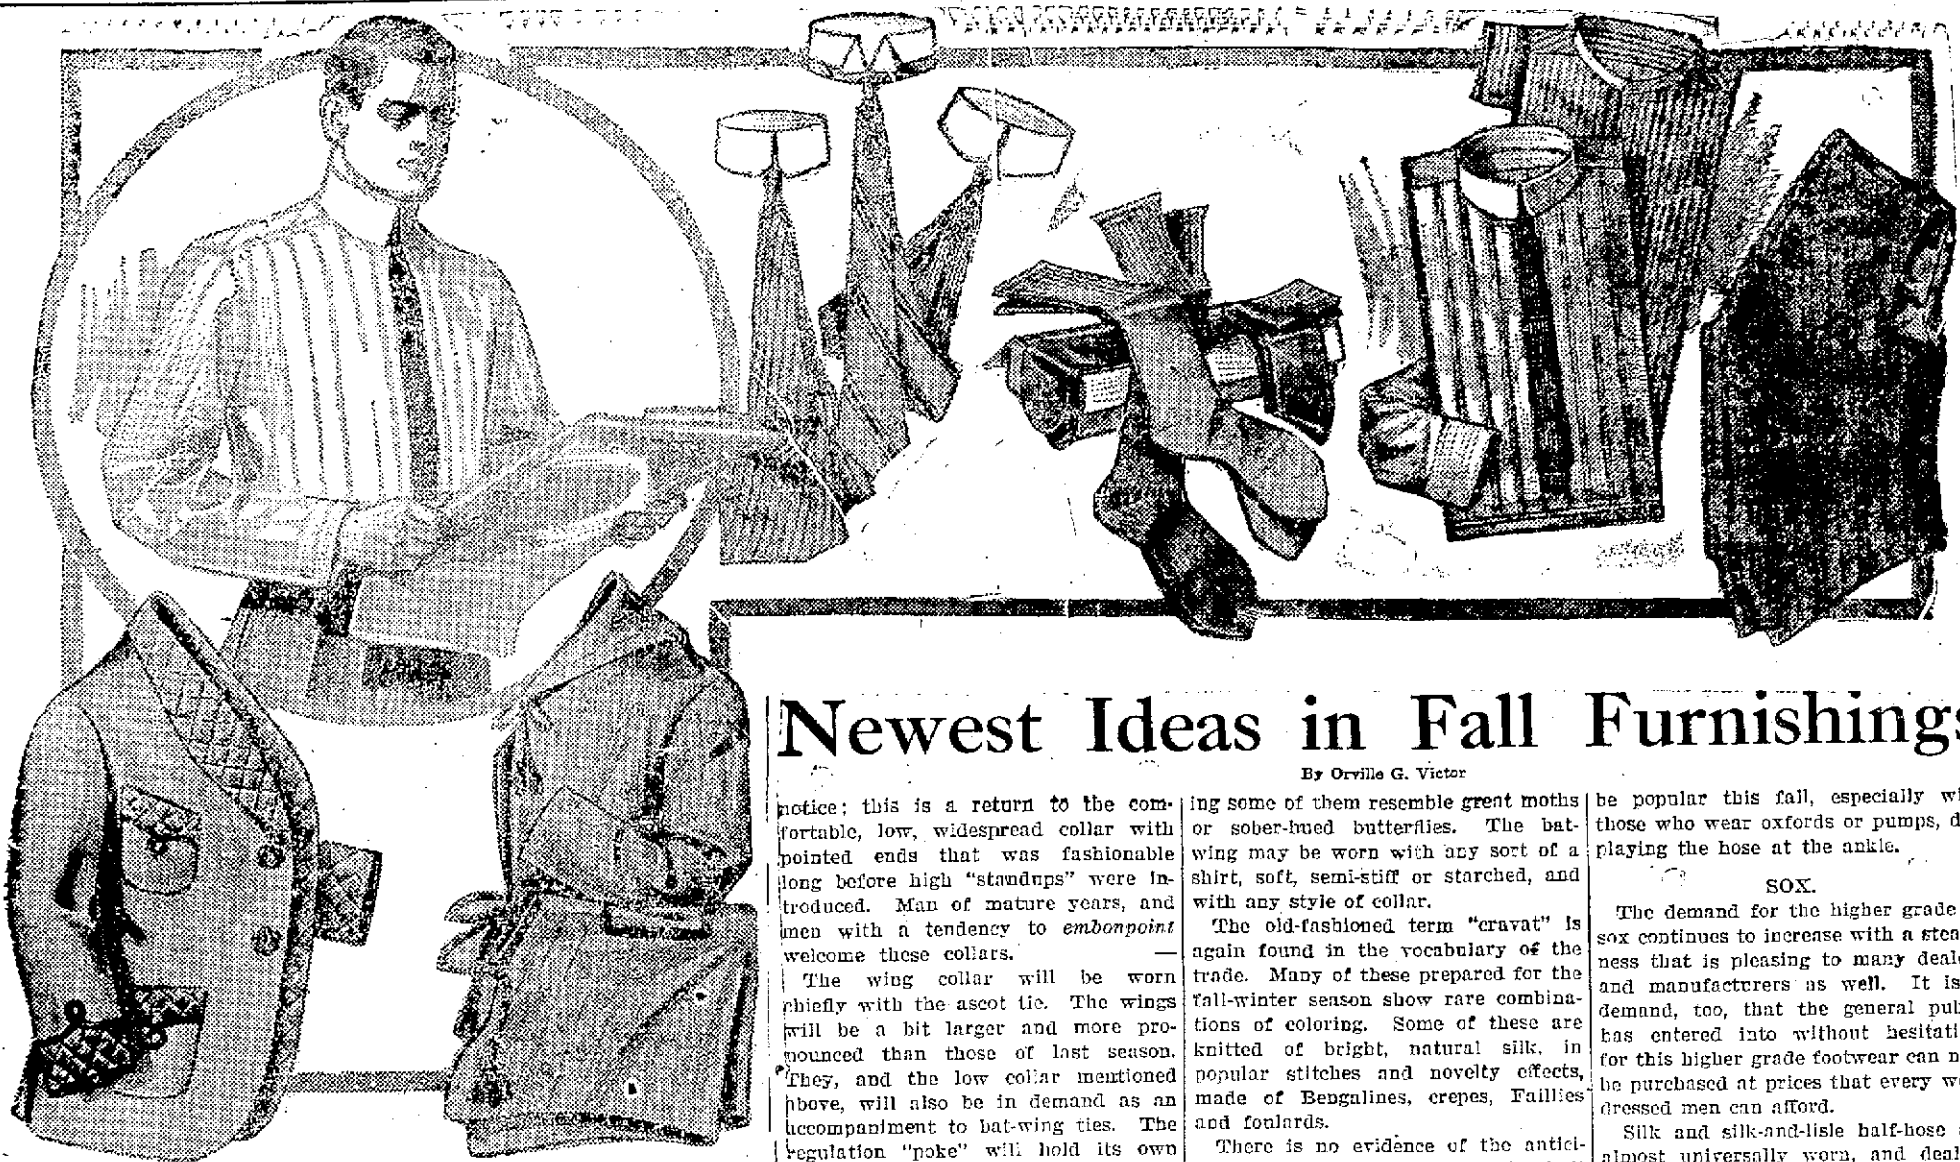 Newest Ideas in Fall Furnishings
By Orville G. Victor
notice; this is a return to the com-
fortable, low, widespread collar with
pointed ends that was fashionable
long before high "standups" were in-
troduced. Man of mature years, and
men with a tendency to embonpoint
welcome these collars. —
The wing collar will be worn
chiefly with the ascot tie. The wings
will be a bit larger and more pro-
nounced than those of last season.
They, and the low collar mentioned
above, will also be in demand as an
accompaniment to bat-wing ties. The
regulation "poke" will hold its own
ing some of them resemble great moths
or sober-hued butterflies. The bat-
wing may be worn with any sort of a
shirt, soft, semi-stiff or starched, and
with any style of collar.
The old-fashioned term "cravat" is
again found in the vocabulary of the
trade. Many of these prepared for the
fall-winter season show rare combina-
tions of coloring. Some of these are
knitted of bright, natural silk, in
popular stitches and novelty effects,
made of Bengalines, crepes, Faillies
and foulards.
There is no evidence of the antici-
be popular this fall, especially wi
those who wear oxfords or pumps, d
playing the hose at the ankle.
SOX.
The demand for the higher grade
sox continues to increase with a stea
ness that is pleasing to many deal
and manufacturers as well. It is
demand, too, that the general pub
has entered into without hesitati
for this higher grade footwear can n
be purchased at prices that every w
dressed men can afford.
Silk and silk-and-lisle half-hose
almost universally worn, and dea